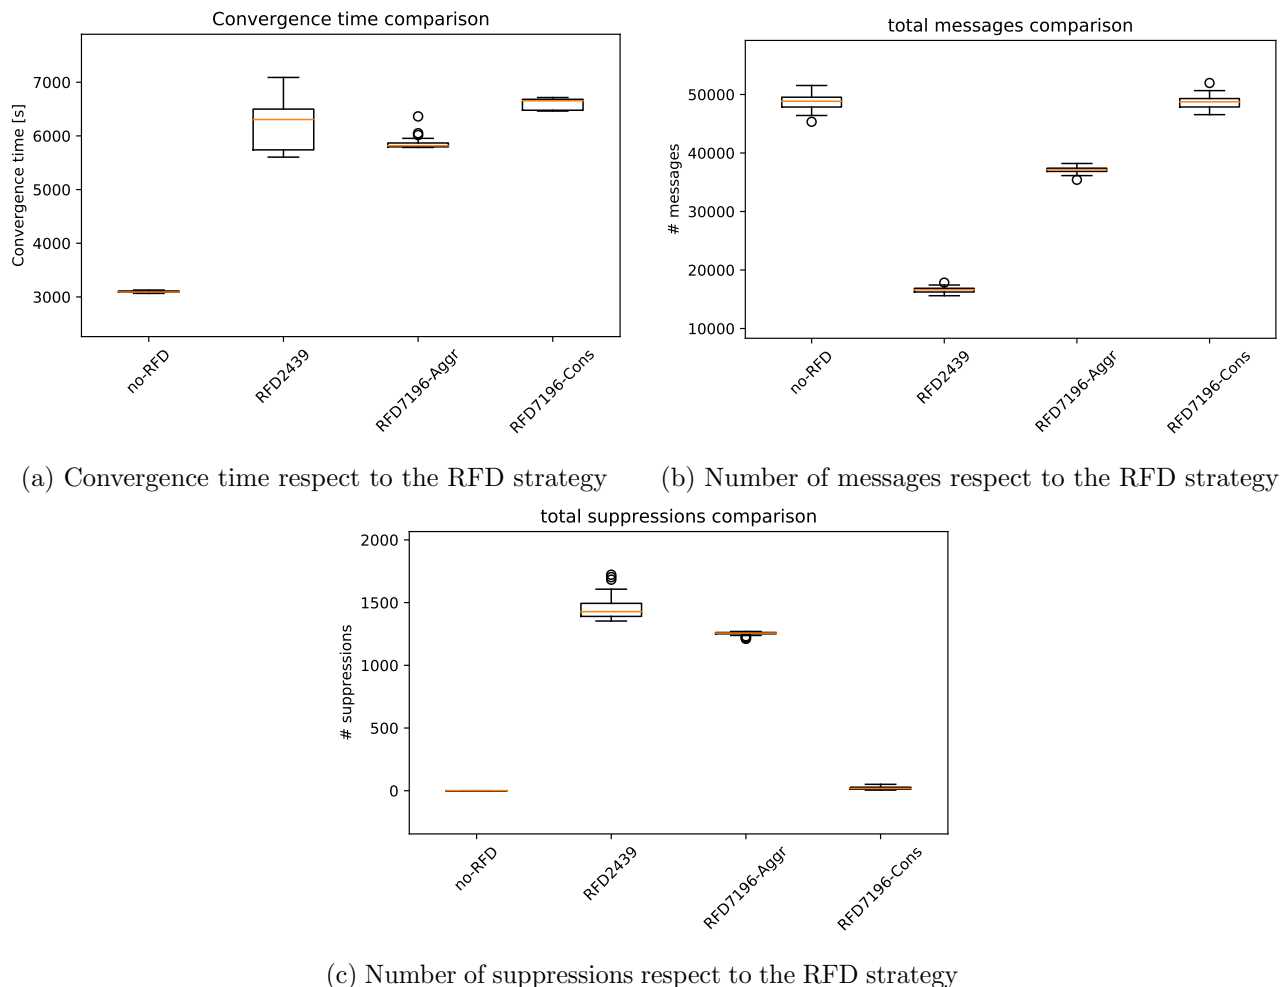 Convergence time comparison
Convergence time [s]
7000
6000
5000
4000
3000
no-RFD
RFD2439
RFD7196-Aggr
RFD7196-Cons
(a) Convergence time respect to the RFD strategy
total messages comparison
# messages
50000
40000
30000
20000
10000
no-RFD
RFD2439
RFD7196-Aggr
RFD7196-Cons
(b) Number of messages respect to the RFD strategy
total suppressions comparison
# suppressions
2000
1500
1000
500
0
no-RFD
RFD2439
RFD7196-Aggr
RFD7196-Cons
(c) Number of suppressions respect to the RFD strategy